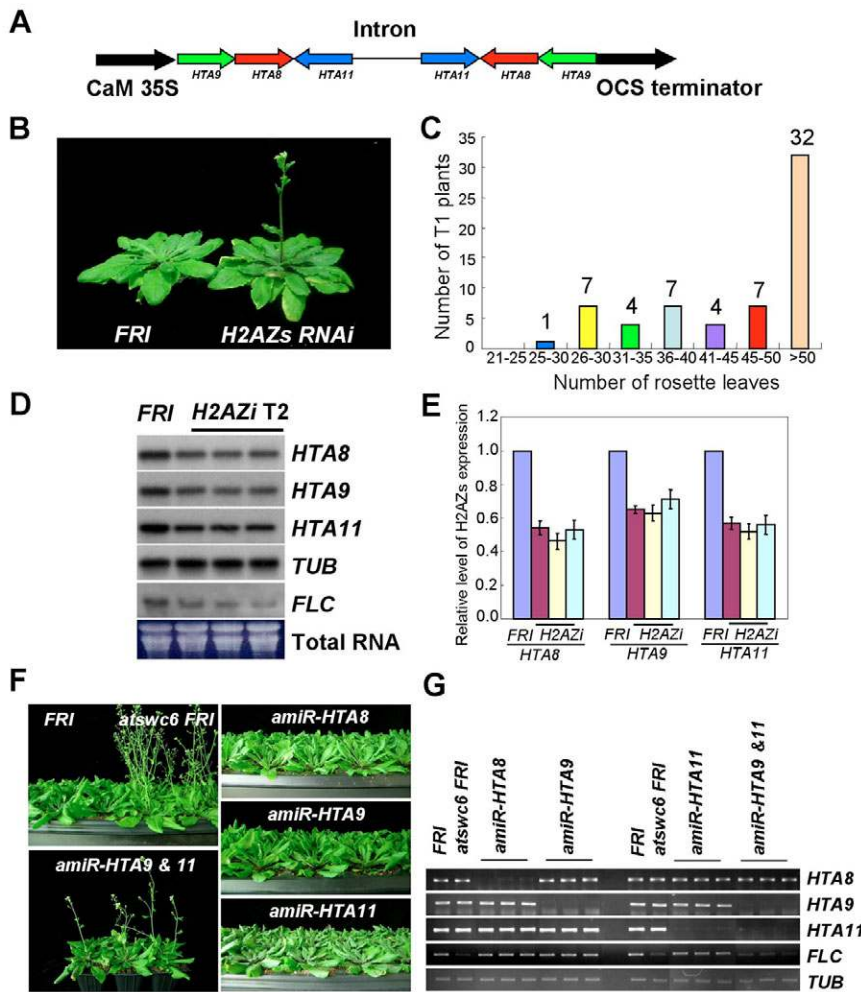 A
Intron
CaM 35S HTA9 HTA8 HTA11 HTA11 HTA8 HTA9 OCS terminator
B
FRI H2AZs RNAi
C
Number of T1 plants
35
30
25
20
15
10
5
0
1 7 4 7 4 7 32
21-25 25-30 26-30 31-35 36-40 41-45 45-50 >50
Number of rosette leaves
D
FRI H2AZi T2
HTA8
HTA9
HTA11
TUB
FLC
Total RNA
E
Relative level of H2AZs expression
1.2
1.0
0.8
0.6
0.4
0.2
0.0
FRI H2AZi FRI H2AZi FRI H2AZi
HTA8 HTA9 HTA11
F
FRI atswc6 FRI
amiR-HTA9 & 11
amiR-HTA8
amiR-HTA9
amiR-HTA11
G
FRI atswc6 FRI amiR-HTA8 amiR-HTA9 FRI atswc6 FRI amiR-HTA11 amiR-HTA9 &11
HTA8
HTA9
HTA11
FLC
TUB